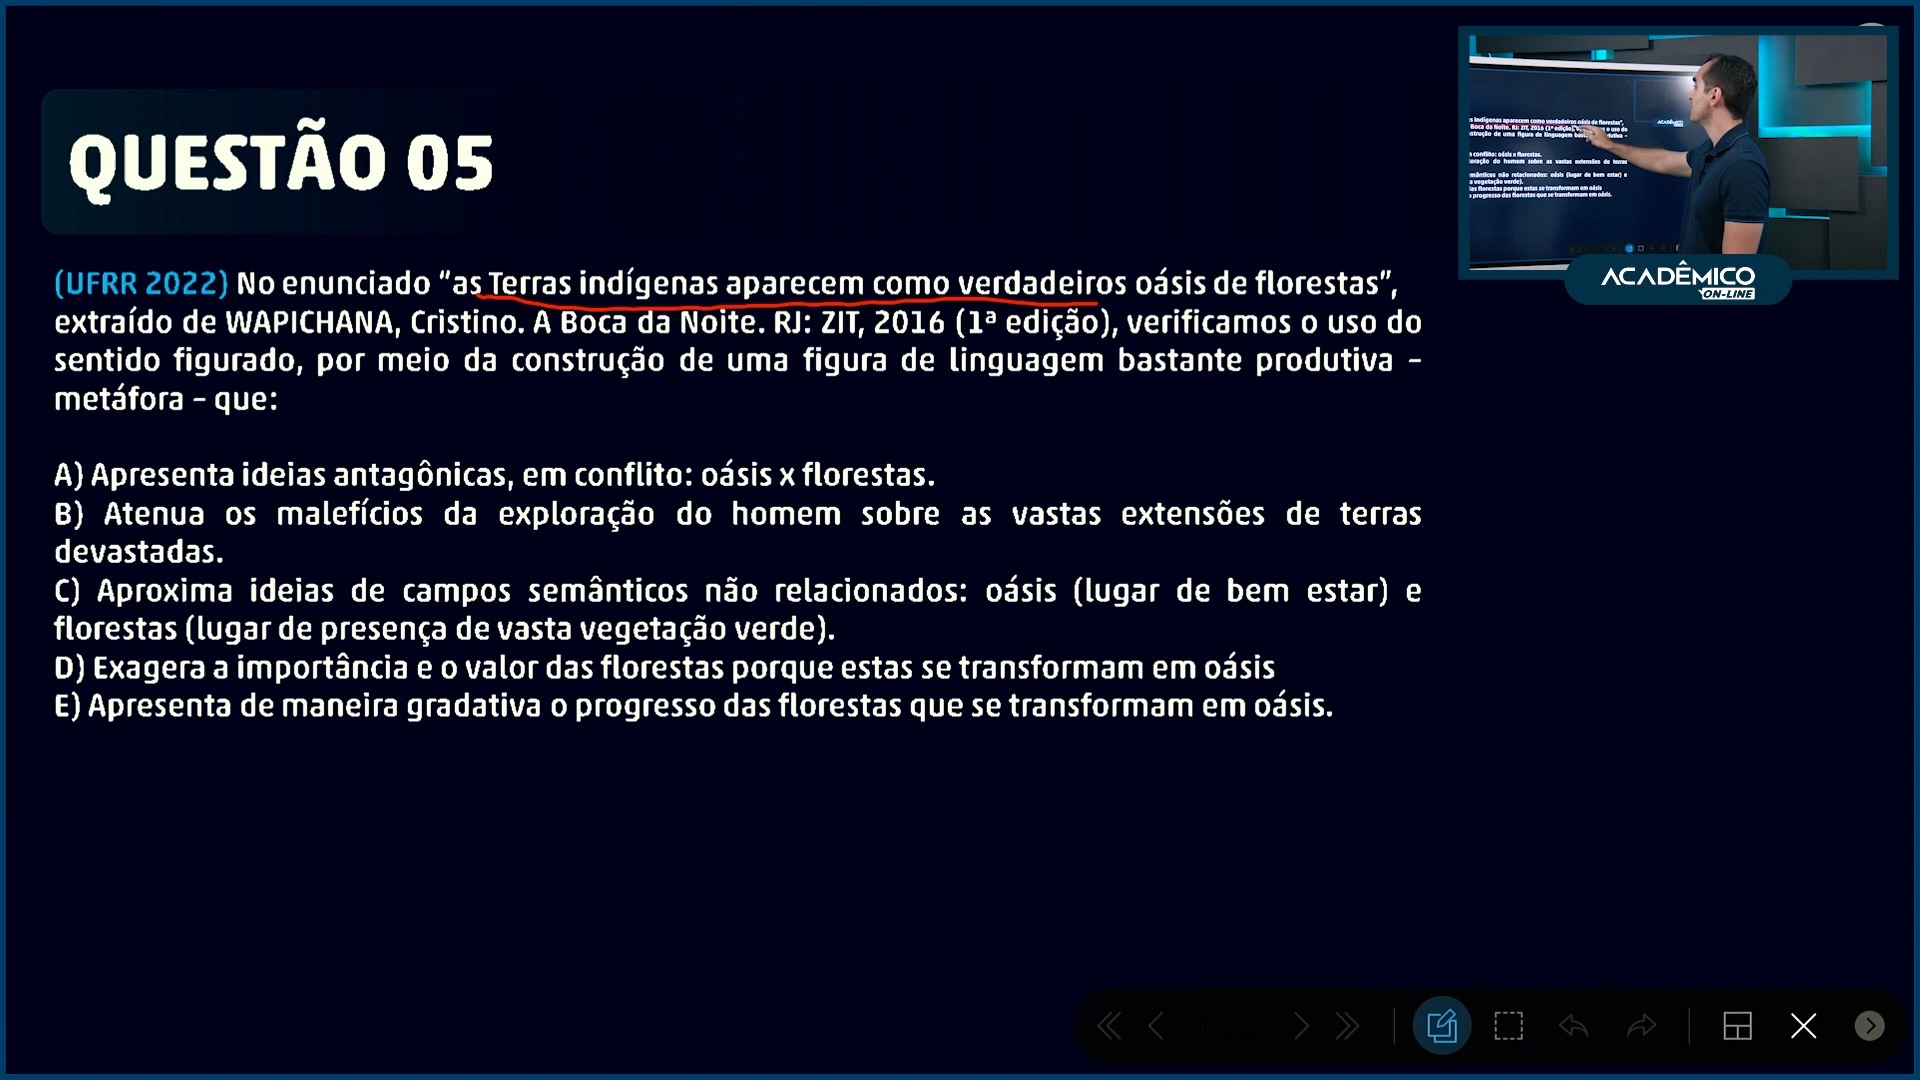 QUESTÃO 05
(UFRR 2022) No enunciado “as Terras indígenas aparecem como verdadeiros oásis de florestas”,
extraído de WAPICHANA, Cristino. A Boca da Noite. RJ: ZIT, 2016 (1ª edição), verificamos o uso do
sentido figurado, por meio da construção de uma figura de linguagem bastante produtiva –
metáfora – que:
A) Apresenta ideias antagônicas, em conflito: oásis x florestas.
B) Atenua os malefícios da exploração do homem sobre as vastas extensões de terras
devastadas.
C) Aproxima ideias de campos semânticos não relacionados: oásis (lugar de bem estar) e
florestas (lugar de presença de vasta vegetação verde).
D) Exagera a importância e o valor das florestas porque estas se transformam em oásis
E) Apresenta de maneira gradativa o progresso das florestas que se transformam em oásis.
ACADÊMICO
ON-LINE